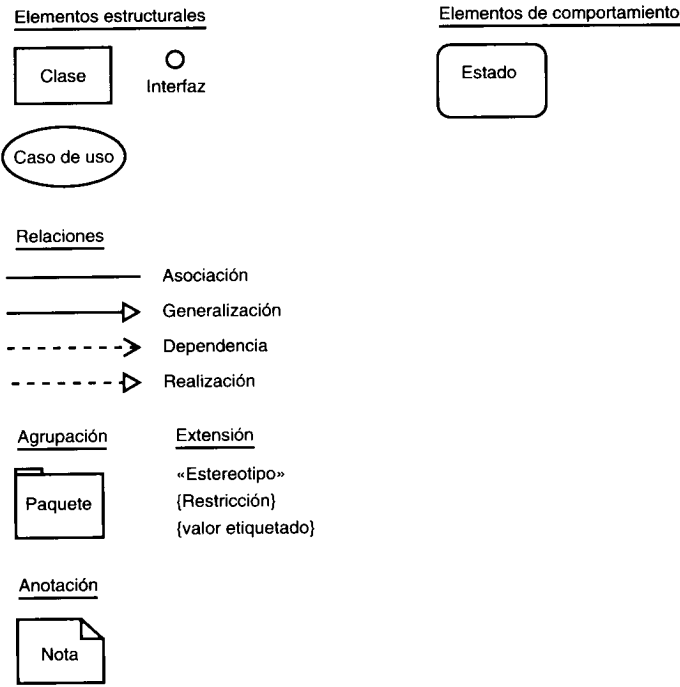 Elementos estructurales
Elementos de comportamiento
Clase
Interfaz
Estado
Caso de uso
Relaciones
Asociación
Generalización
Dependencia
Realización
Agrupación
Extensión
«Estereotipo»
Paquete
{Restricción}
{valor etiquetado}
Anotación
Nota